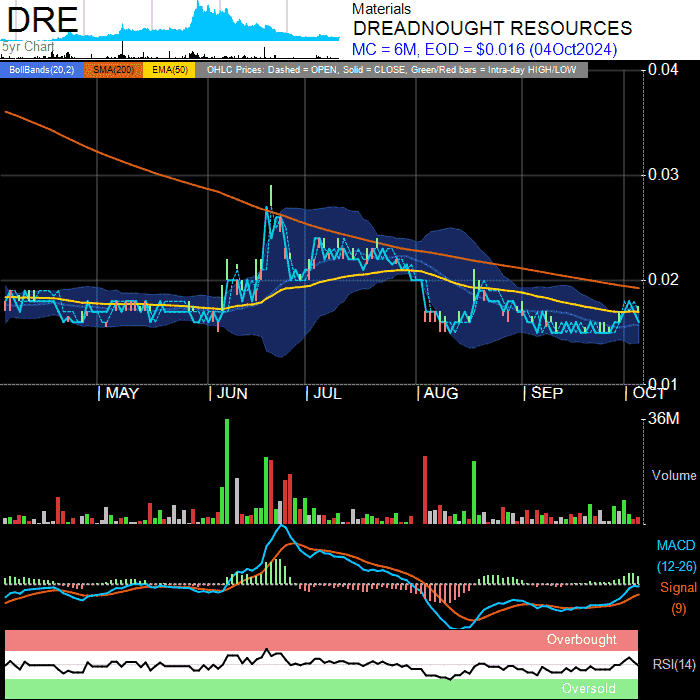 DRE
5yr Chart
Materials
DREADNOUGHT RESOURCES
MC = 6M, EOD = $0.016 (04Oct2024)
BollBands(20,2) SMA(200) EMA(50) OHLC Prices: Dashed = OPEN, Solid = CLOSE, Green/Red bars = Intra-day HIGH/LOW
0.04
0.03
0.02
0.01
MAY JUN JUL AUG SEP OCT
36M
Volume
MACD
(12-26)
Signal
(9)
Overbought
RSI(14)
Oversold